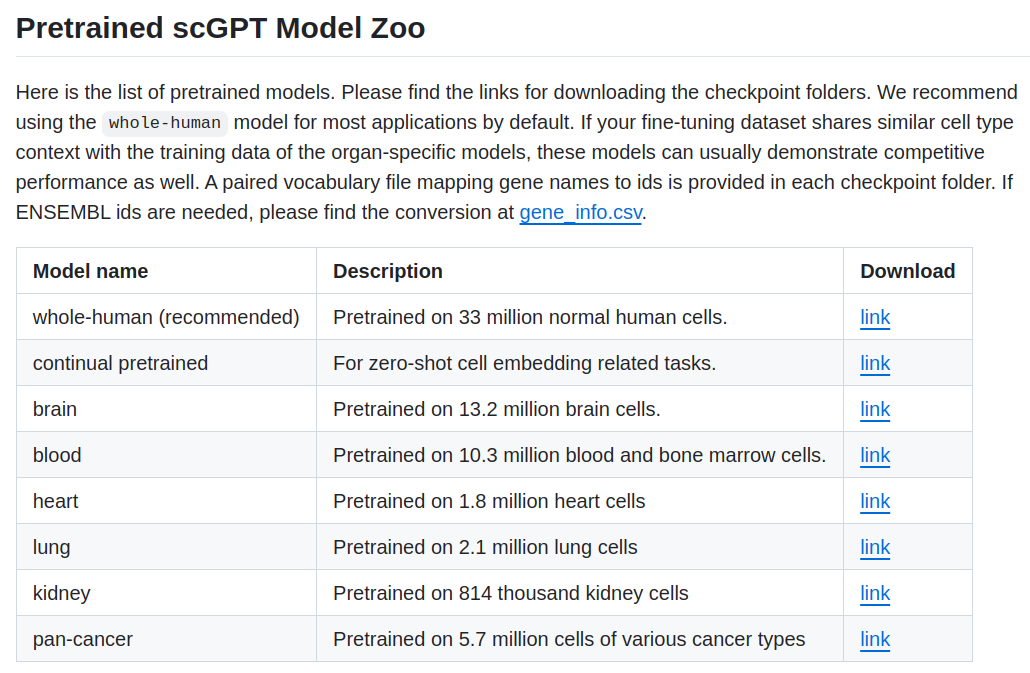 Pretrained scGPT Model Zoo
Here is the list of pretrained models. Please find the links for downloading the checkpoint folders. We recommend
using the whole-human model for most applications by default. If your fine-tuning dataset shares similar cell type
context with the training data of the organ-specific models, these models can usually demonstrate competitive
performance as well. A paired vocabulary file mapping gene names to ids is provided in each checkpoint folder. If
ENSEMBL ids are needed, please find the conversion at gene_info.csv.
Model name Description Download
whole-human (recommended) Pretrained on 33 million normal human cells. link
continual pretrained For zero-shot cell embedding related tasks. link
brain Pretrained on 13.2 million brain cells. link
blood Pretrained on 10.3 million blood and bone marrow cells. link
heart Pretrained on 1.8 million heart cells link
lung Pretrained on 2.1 million lung cells link
kidney Pretrained on 814 thousand kidney cells link
pan-cancer Pretrained on 5.7 million cells of various cancer types link